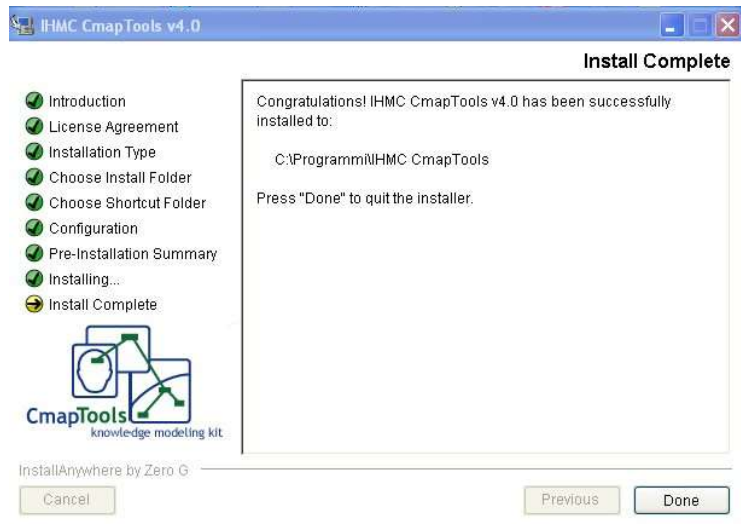 IHMC CmapTools v4.0
Install Complete
Introduction
License Agreement
Installation Type
Choose Install Folder
Choose Shortcut Folder
Configuration
Pre-Installation Summary
Installing...
Install Complete
CmapTools
knowledge modeling kit
Congratulations! IHMC CmapTools v4.0 has been successfully
installed to:
C:\Programmi\IHMC CmapTools
Press "Done" to quit the installer.
InstallAnywhere by Zero G
Cancel
Previous
Done